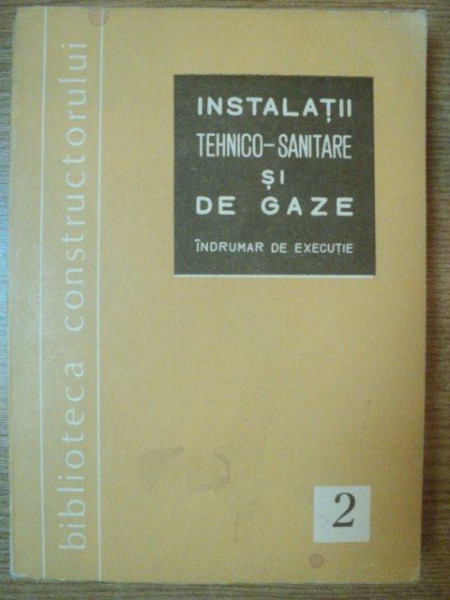 biblioteca constructorului
INSTALAȚII
TEHNICO-SANITARE
ȘI
DE GAZE
ÎNDRUMAR DE EXECUȚIE
2